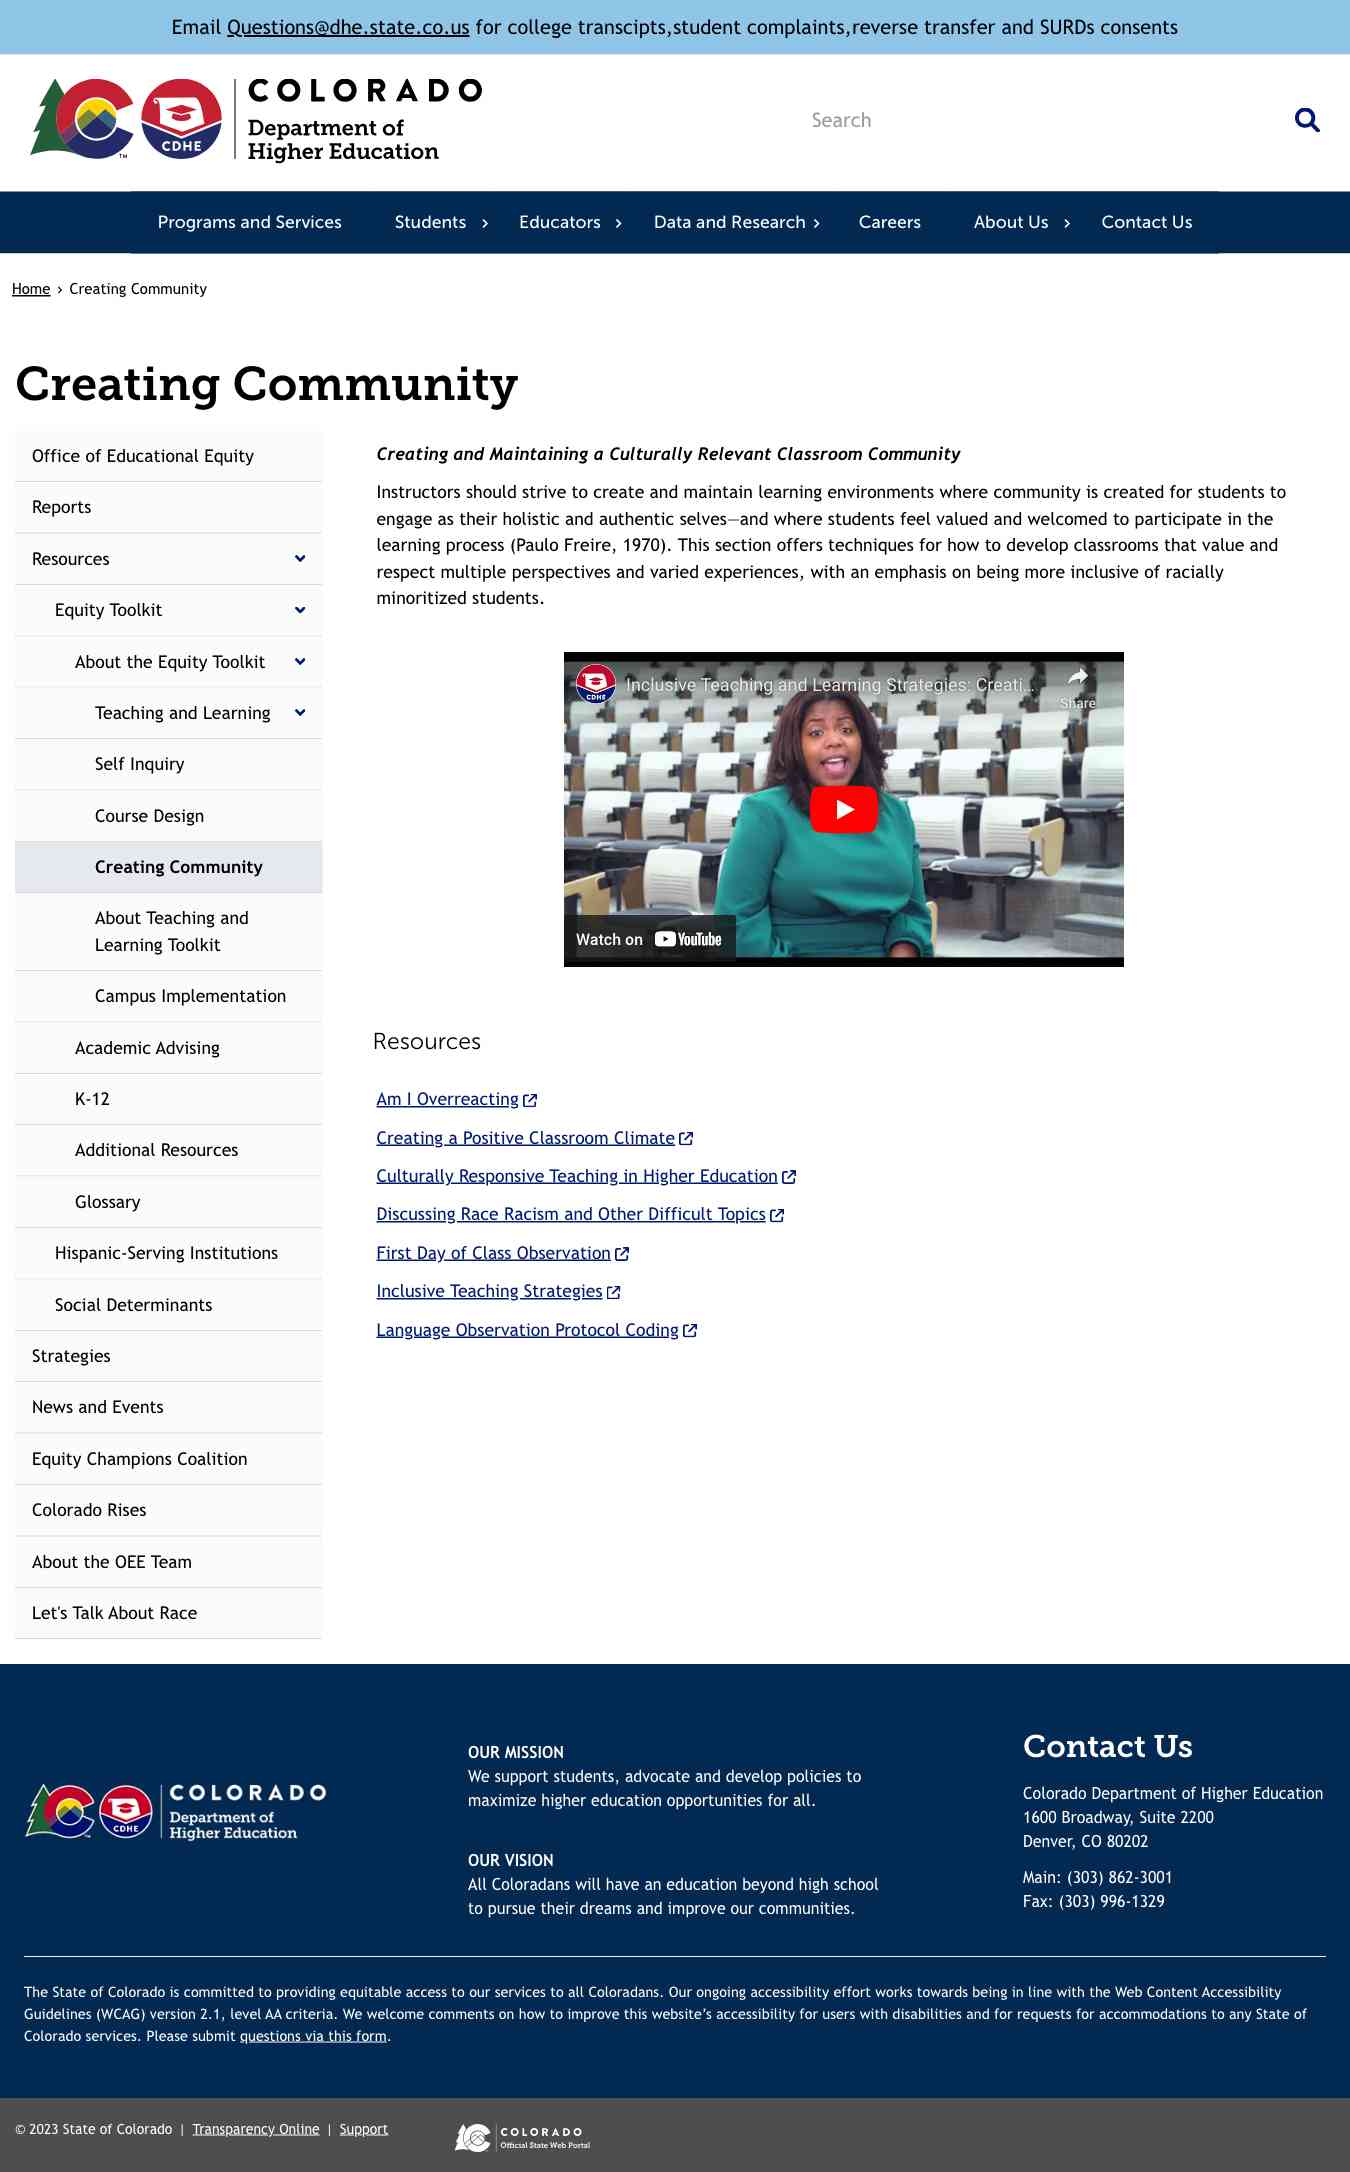 Email Questions@dhe.state.co.us for college transcipts,student complaints,reverse transfer and SURDs consents
COLORADO
Department of
Higher Education
CDHE
TM
Search
Programs and Services
Students
Educators
Data and Research
Careers
About Us
Contact Us
Home › Creating Community
Creating Community
Office of Educational Equity
Reports
Resources
Equity Toolkit
About the Equity Toolkit
Teaching and Learning
Self Inquiry
Course Design
Creating Community
About Teaching and
Learning Toolkit
Campus Implementation
Academic Advising
K-12
Additional Resources
Glossary
Hispanic-Serving Institutions
Social Determinants
Strategies
News and Events
Equity Champions Coalition
Colorado Rises
About the OEE Team
Let's Talk About Race
Creating and Maintaining a Culturally Relevant Classroom Community
Instructors should strive to create and maintain learning environments where community is created for students to
engage as their holistic and authentic selves—and where students feel valued and welcomed to participate in the
learning process (Paulo Freire, 1970). This section offers techniques for how to develop classrooms that value and
respect multiple perspectives and varied experiences, with an emphasis on being more inclusive of racially
minoritized students.
CDHE
Inclusive Teaching and Learning Strategies: Creati...
Share
Watch on YouTube
Resources
Am I Overreacting
Creating a Positive Classroom Climate
Culturally Responsive Teaching in Higher Education
Discussing Race Racism and Other Difficult Topics
First Day of Class Observation
Inclusive Teaching Strategies
Language Observation Protocol Coding
COLORADO
Department of
Higher Education
CDHE
OUR MISSION
We support students, advocate and develop policies to
maximize higher education opportunities for all.
OUR VISION
All Coloradans will have an education beyond high school
to pursue their dreams and improve our communities.
Contact Us
Colorado Department of Higher Education
1600 Broadway, Suite 2200
Denver, CO 80202
Main: (303) 862-3001
Fax: (303) 996-1329
The State of Colorado is committed to providing equitable access to our services to all Coloradans. Our ongoing accessibility effort works towards being in line with the Web Content Accessibility
Guidelines (WCAG) version 2.1, level AA criteria. We welcome comments on how to improve this website's accessibility for users with disabilities and for requests for accommodations to any State of
Colorado services. Please submit questions via this form.
© 2023 State of Colorado | Transparency Online | Support
COLORADO
Official State Web Portal